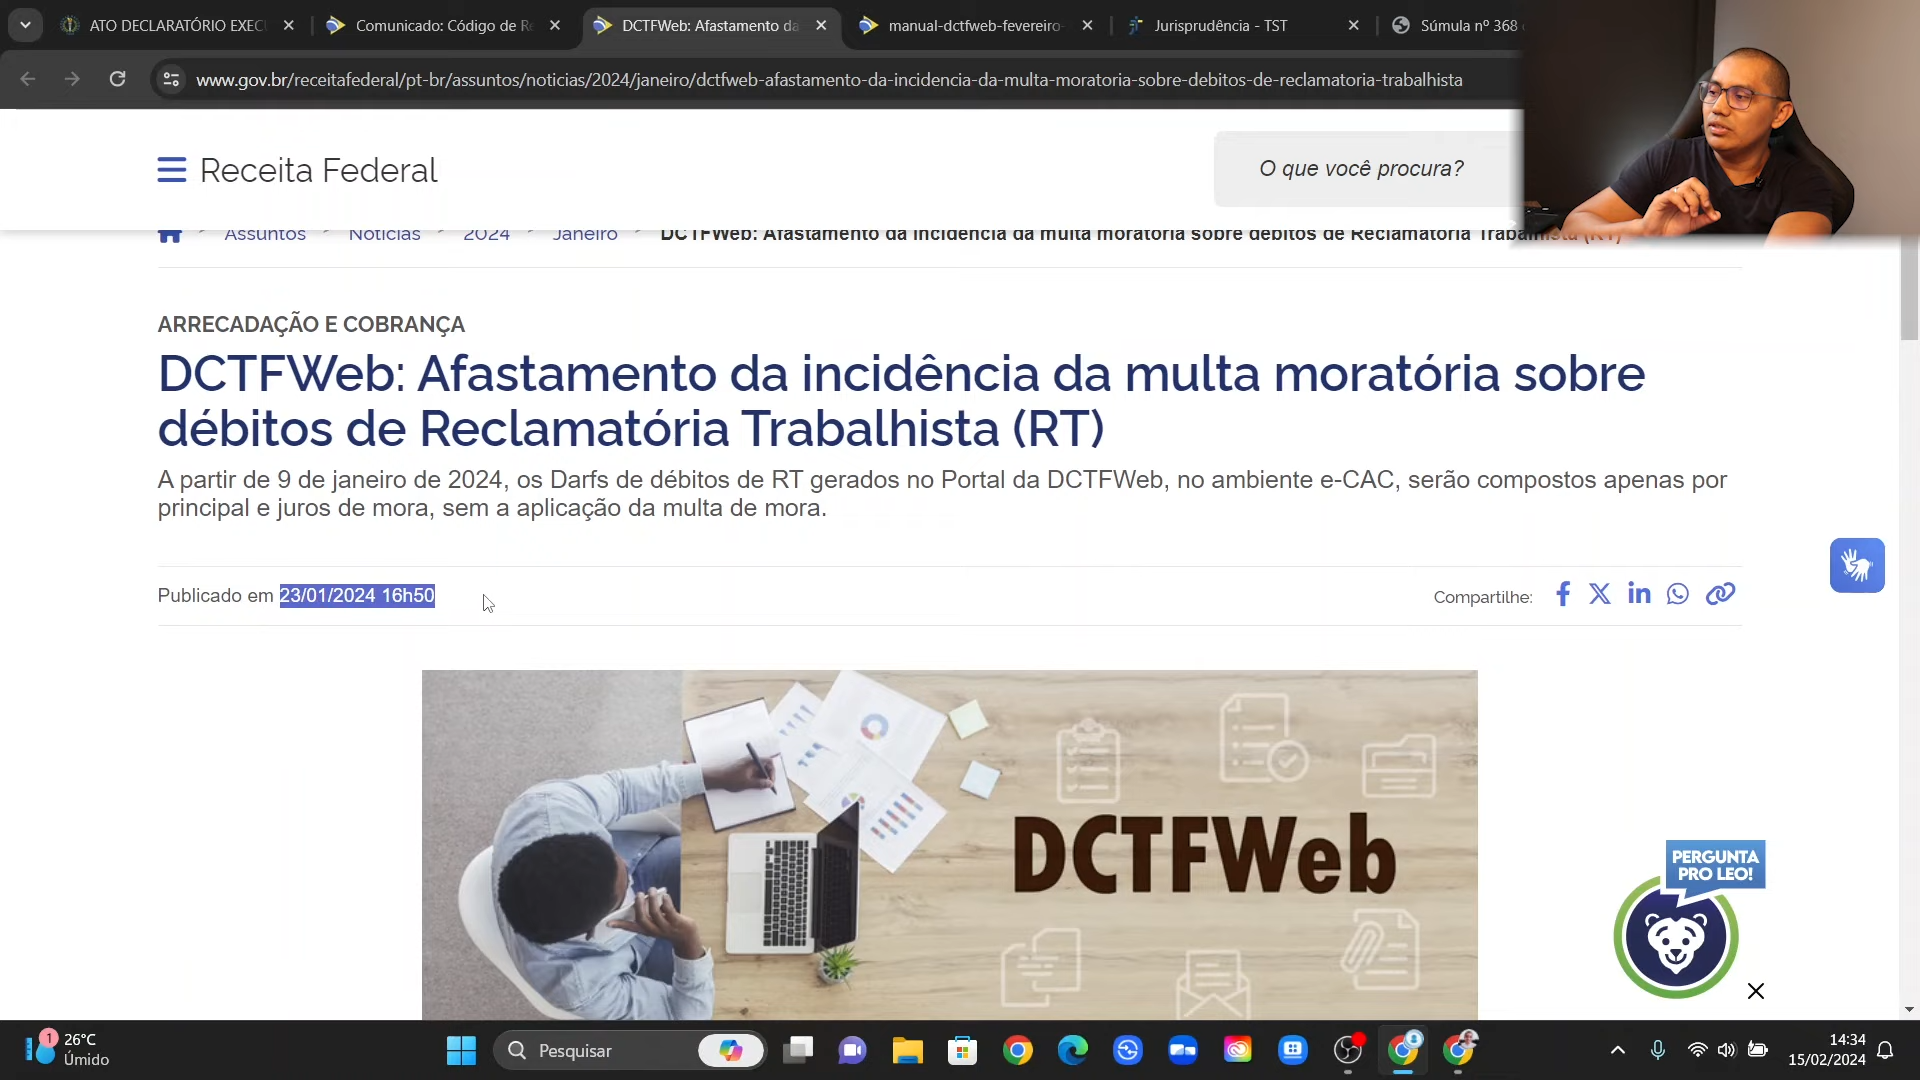 ATO DECLARATÓRIO EXEC
Comunicado: Código de R
DCTFWeb: Afastamento da
manual-dctfweb-fevereiro-
Jurisprudência - TST
Súmula nº 368
www.gov.br/receitafederal/pt-br/assuntos/noticias/2024/janeiro/dctfweb-afastamento-da-incidencia-da-multa-moratoria-sobre-debitos-de-reclamatoria-trabalhista
Receita Federal
O que você procura?
Assuntos Notícias 2024 Janeiro DCTFWeb: Afastamento da incidência da multa moratória sobre débitos de Reclamatória Trabalhista (RT)
ARRECADAÇÃO E COBRANÇA
DCTFWeb: Afastamento da incidência da multa moratória sobre
débitos de Reclamatória Trabalhista (RT)
A partir de 9 de janeiro de 2024, os Darfs de débitos de RT gerados no Portal da DCTFWeb, no ambiente e-CAC, serão compostos apenas por
principal e juros de mora, sem a aplicação da multa de mora.
Publicado em 23/01/2024 16h50
Compartilhe:
DCTFWeb
PERGUNTA
PRO LEO!
1
26°C
Úmido
Pesquisar
14:34
15/02/2024